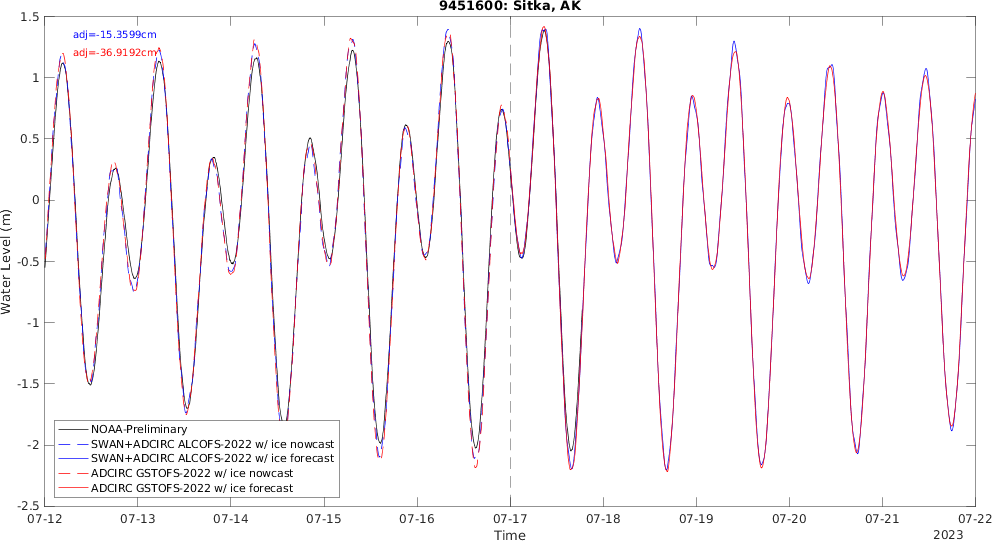 9451600: Sitka, AK
adj=-15.3599cm
adj=-36.9192cm
1.5
1
0.5
0
-0.5
-1
-1.5
-2
-2.5
Water Level (m)
NOAA-Preliminary
SWAN+ADCIRC ALCOFS-2022 w/ ice nowcast
SWAN+ADCIRC ALCOFS-2022 w/ ice forecast
ADCIRC GSTOFS-2022 w/ ice nowcast
ADCIRC GSTOFS-2022 w/ ice forecast
07-12 07-13 07-14 07-15 07-16 07-17 07-18 07-19 07-20 07-21 07-22
Time
2023